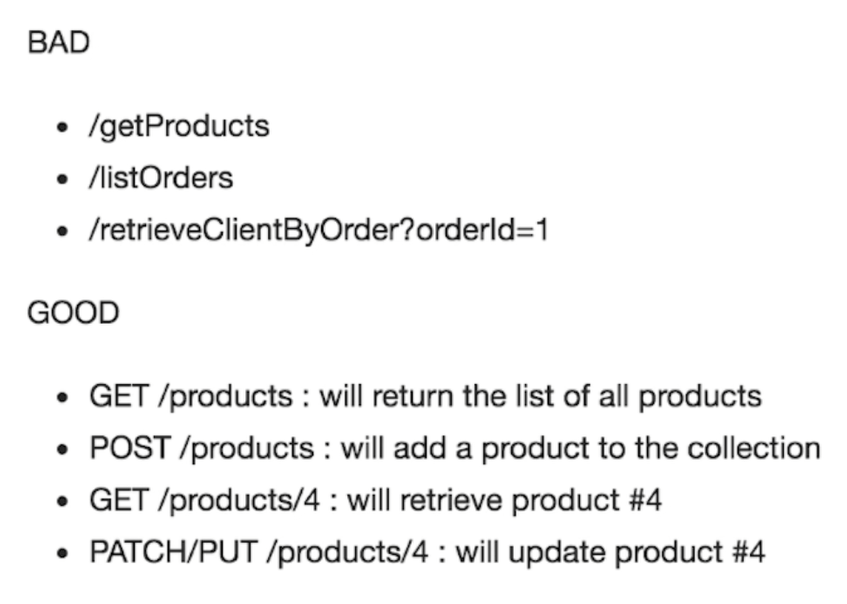 BAD
• /getProducts
• /listOrders
• /retrieveClientByOrder?orderId=1
GOOD
• GET /products : will return the list of all products
• POST /products : will add a product to the collection
• GET /products/4 : will retrieve product #4
• PATCH/PUT /products/4 : will update product #4